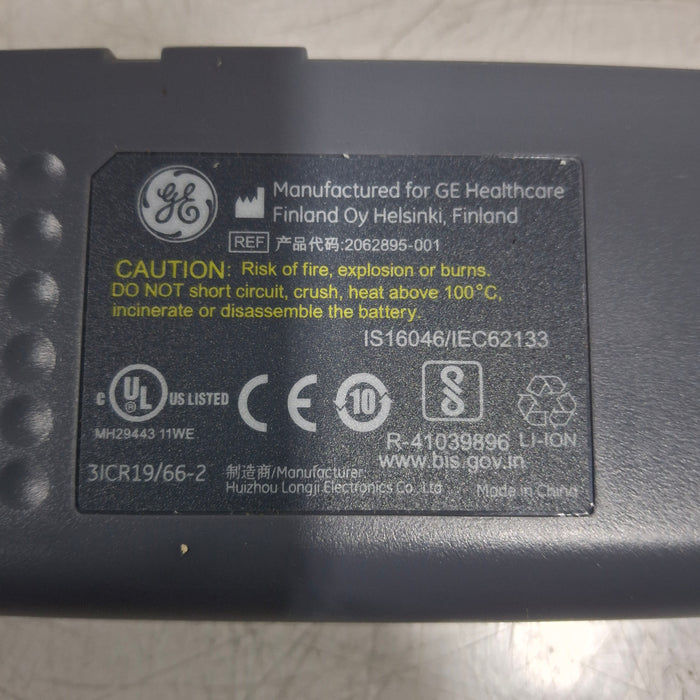 GE
Manufactured for GE Healthcare
Finland Oy Helsinki, Finland
REF 产品代码:2062895-001
CAUTION: Risk of fire, explosion or burns.
DO NOT short circuit, crush, heat above 100°C,
incinerate or disassemble the battery.
IS16046/IEC62133
C UL ® US LISTED CE 10
MH29443 11WE
R-41039896 LI-ION
www.bis.gov.in
3ICR19/66-2 制造商/Manufacturer
Huizhou Longji Electronics Co. Ltd Made in China